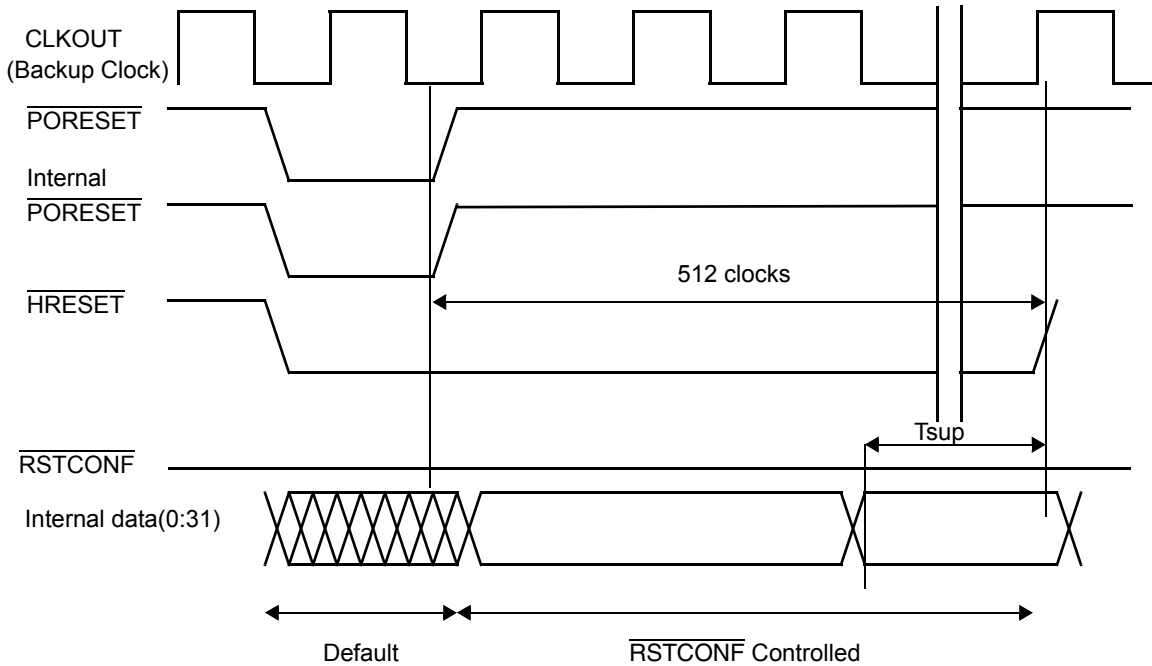 CLKOUT
(Backup Clock)
PORESET
Internal
PORESET
512 clocks
HRESET
Tsup
RSTCONF
Internal data(0:31)
Default
RSTCONF Controlled